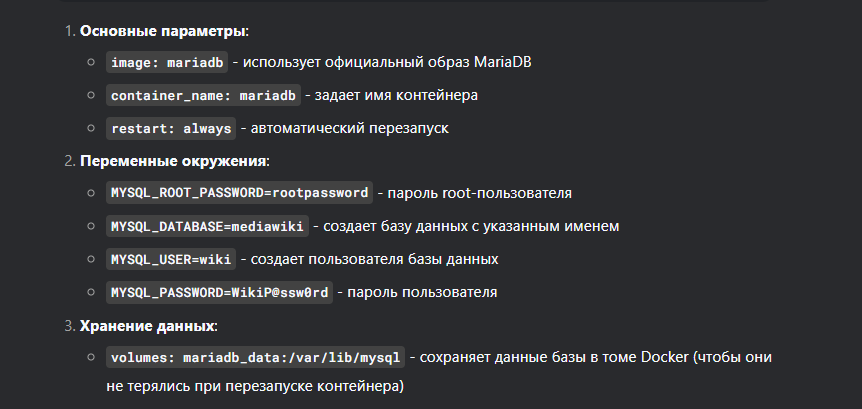 1. Основные параметры:
image: mariadb - использует официальный образ MariaDB
container_name: mariadb - задает имя контейнера
restart: always - автоматический перезапуск
2. Переменные окружения:
MYSQL_ROOT_PASSWORD=rootpassword - пароль root-пользователя
MYSQL_DATABASE=mediawiki - создает базу данных с указанным именем
MYSQL_USER=wiki - создает пользователя базы данных
MYSQL_PASSWORD=WikiP@ssw0rd - пароль пользователя
3. Хранение данных:
volumes: mariadb_data:/var/lib/mysql - сохраняет данные базы в томе Docker (чтобы они
не терялись при перезапуске контейнера)